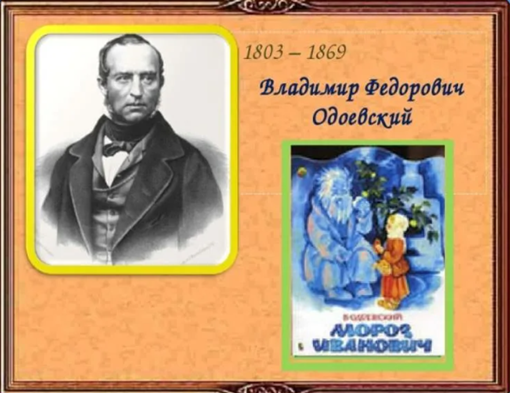 1803 – 1869
Владимир Федорович
Одоевский
В·ОДОЕВСКИЙ
МОРОЗ
ИВАНОВИЧ